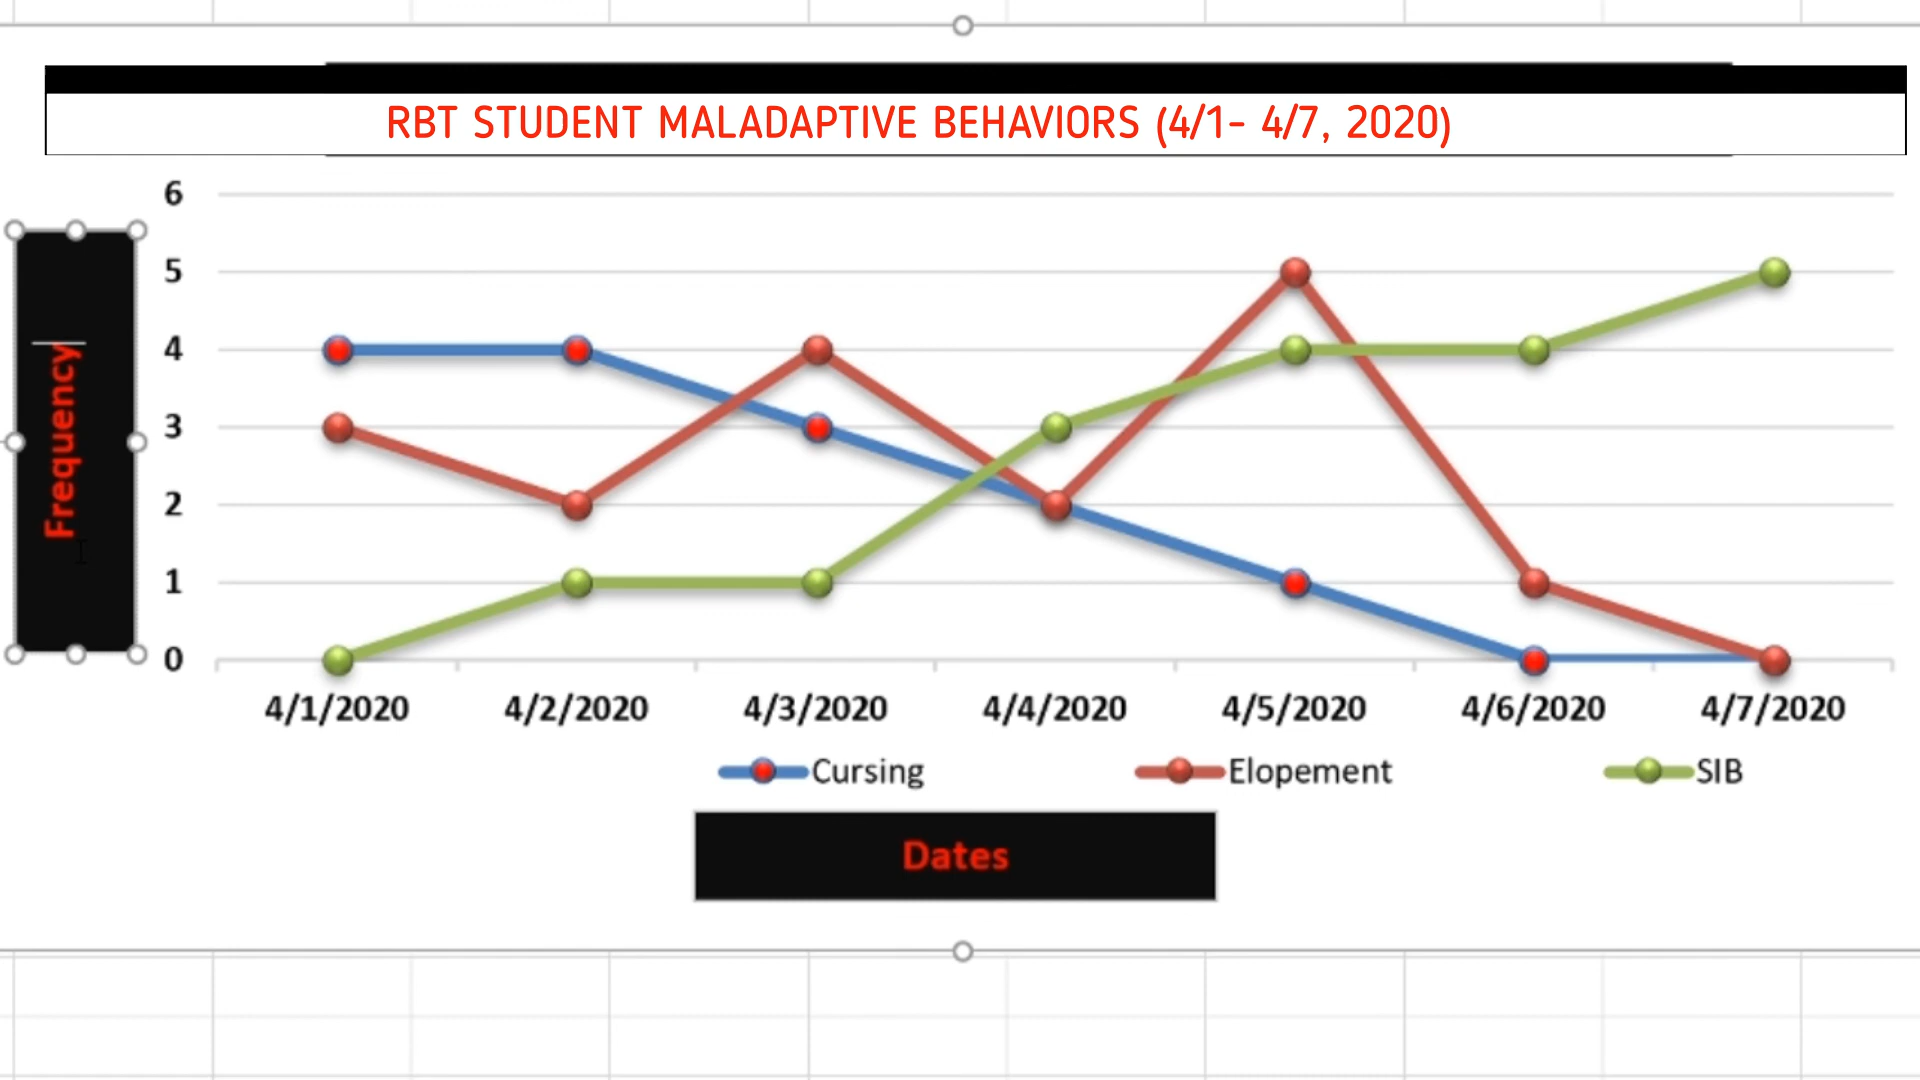 RBT STUDENT MALADAPTIVE BEHAVIORS (4/1- 4/7, 2020)
6
5
4
3
2
1
0
Frequency
4/1/2020 4/2/2020 4/3/2020 4/4/2020 4/5/2020 4/6/2020 4/7/2020
Cursing Elopement SIB
Dates